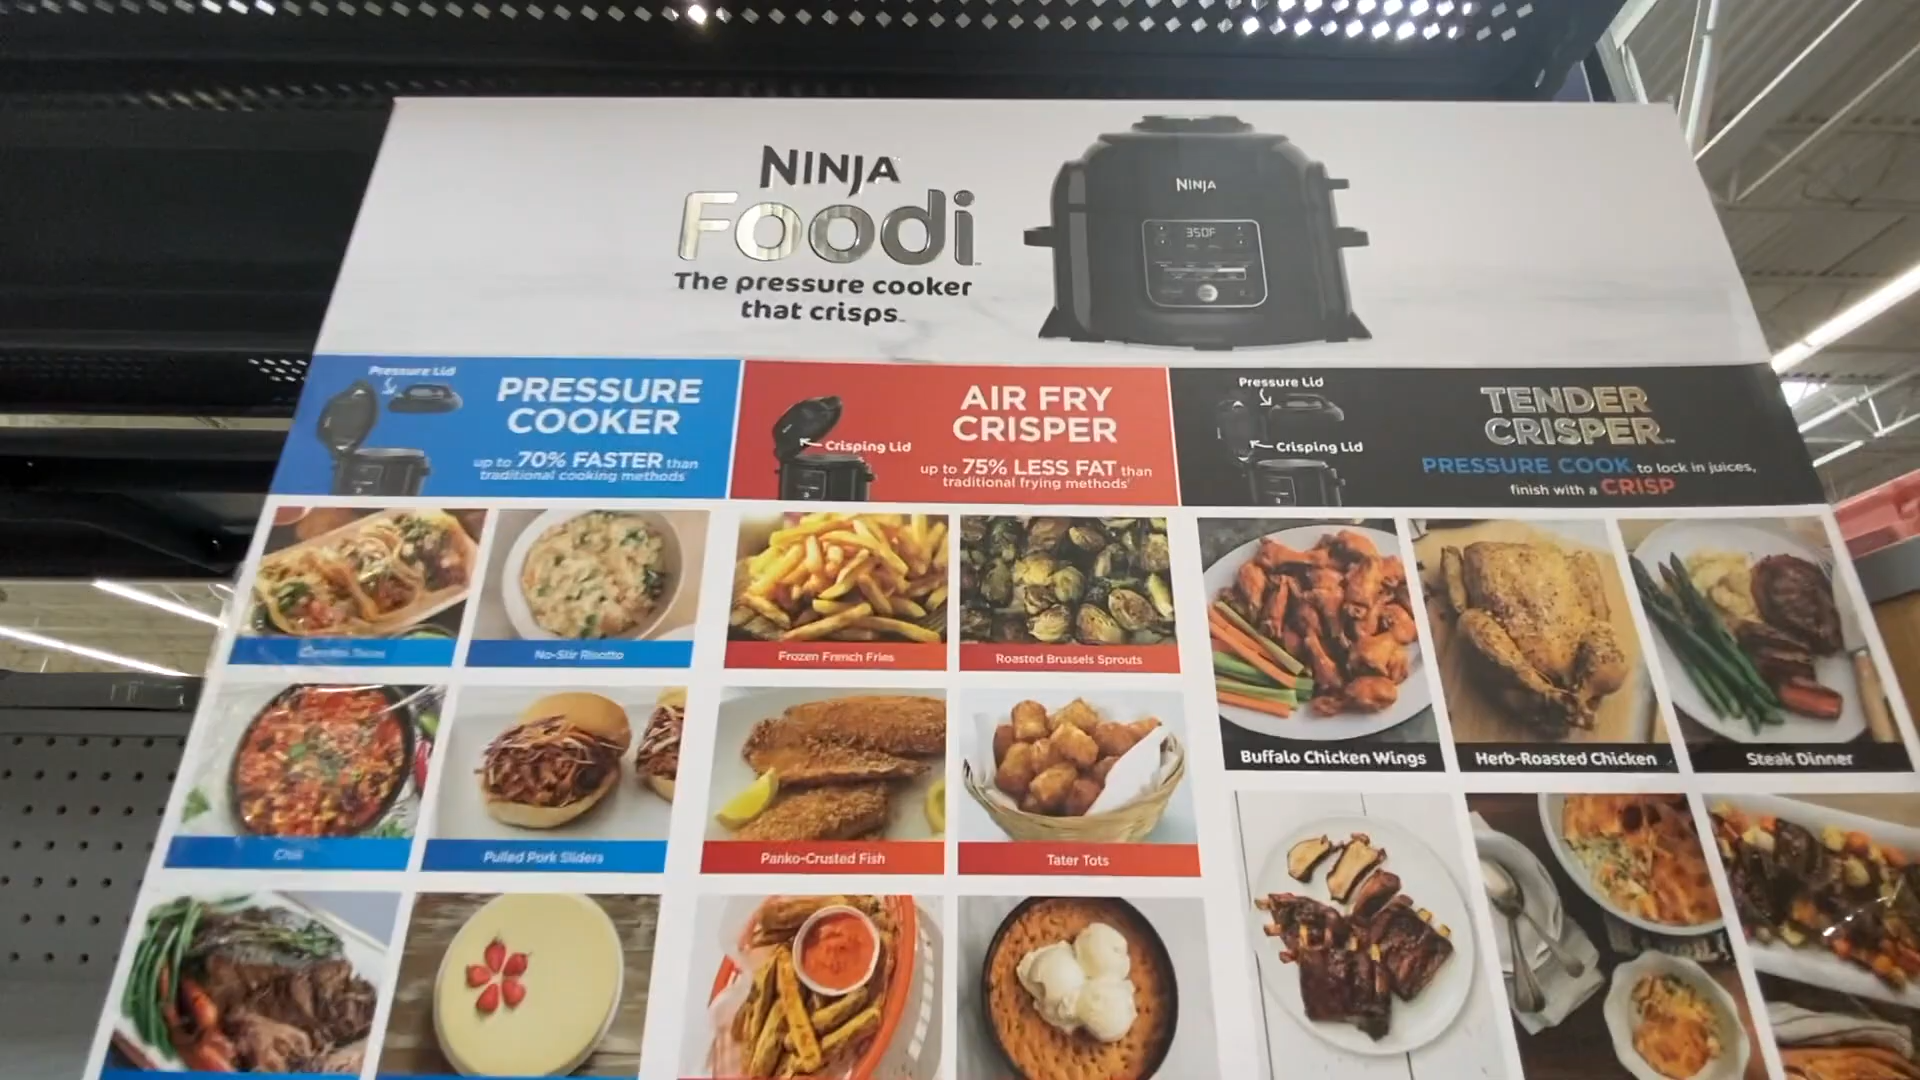 NINJA
Foodi™
The pressure cooker
that crisps™
NINJA
350F
Pressure Lid
PRESSURE
COOKER
up to 70% FASTER than
traditional cooking methods
Crisping Lid
AIR FRY
CRISPER
up to 75% LESS FAT than
traditional frying methods
Pressure Lid
Crisping Lid
TENDER
CRISPER™
PRESSURE COOK to lock in juices,
finish with a CRISP
No-Stir Risotto
Frozen French Fries
Roasted Brussels Sprouts
Buffalo Chicken Wings
Herb-Roasted Chicken
Steak Dinner
Chili
Pulled Pork Sliders
Panko-Crusted Fish
Tater Tots